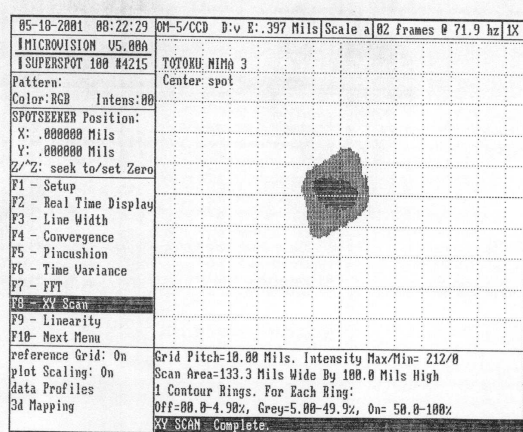 05-18-2001 08:22:29
OM-5/CCD D:v E:.397 Mils
Scale a
02 frames @ 71.9 hz
1X
MICROVISION V5.00A
SUPERSPOT 100 #4215
TOTOKU NIMA 3
Center spot
Pattern:
Color:RGB Intens:00
SPOTSEEKER Position:
X: .000000 Mils
Y: .000000 Mils
Z/^Z: seek to/set Zero
F1 - Setup
F2 - Real Time Display
F3 - Line Width
F4 - Convergence
F5 - Pincushion
F6 - Time Variance
F7 - FFT
F8 - XY Scan
F9 - Linearity
F10- Next Menu
reference Grid: On
plot Scaling: On
data Profiles
3d Mapping
Grid Pitch=10.00 Mils. Intensity Max/Min= 212/0
Scan Area=133.3 Mils Wide By 100.0 Mils High
1 Contour Rings. For Each Ring:
Off=00.0-4.90%, Grey=5.00-49.9%, On= 50.0-100%
XY SCAN Complete.